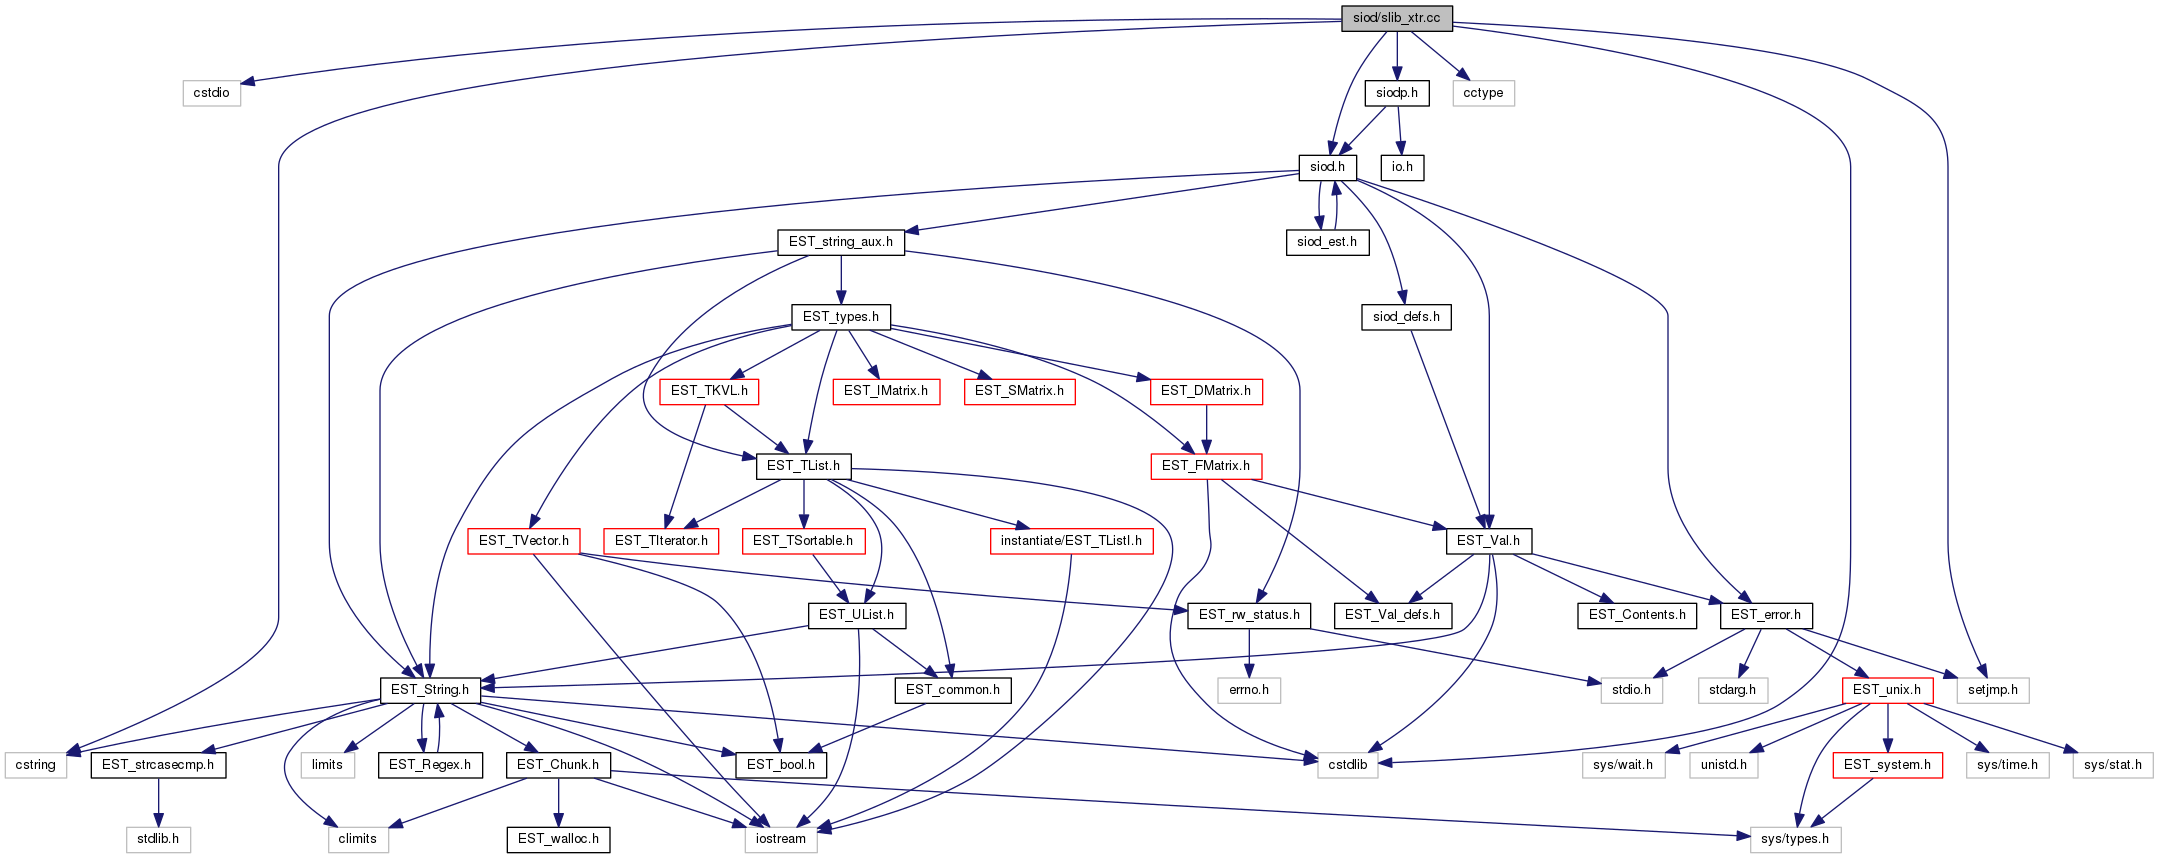 siod/slib_xtr.cc
cstdio
siodp.h
cctype
siod.h
io.h
EST_string_aux.h
siod_est.h
EST_types.h
siod_defs.h
EST_TKVL.h
EST_IMatrix.h
EST_SMatrix.h
EST_DMatrix.h
EST_TList.h
EST_FMatrix.h
EST_TVector.h
EST_TIterator.h
EST_TSortable.h
instantiate/EST_TListI.h
EST_Val.h
EST_UList.h
EST_rw_status.h
EST_Val_defs.h
EST_Contents.h
EST_error.h
EST_String.h
EST_common.h
errno.h
stdio.h
stdarg.h
EST_unix.h
setjmp.h
cstring
EST_strcasecmp.h
limits
EST_Regex.h
EST_Chunk.h
EST_bool.h
cstdlib
sys/wait.h
unistd.h
EST_system.h
sys/time.h
sys/stat.h
stdlib.h
climits
EST_walloc.h
iostream
sys/types.h